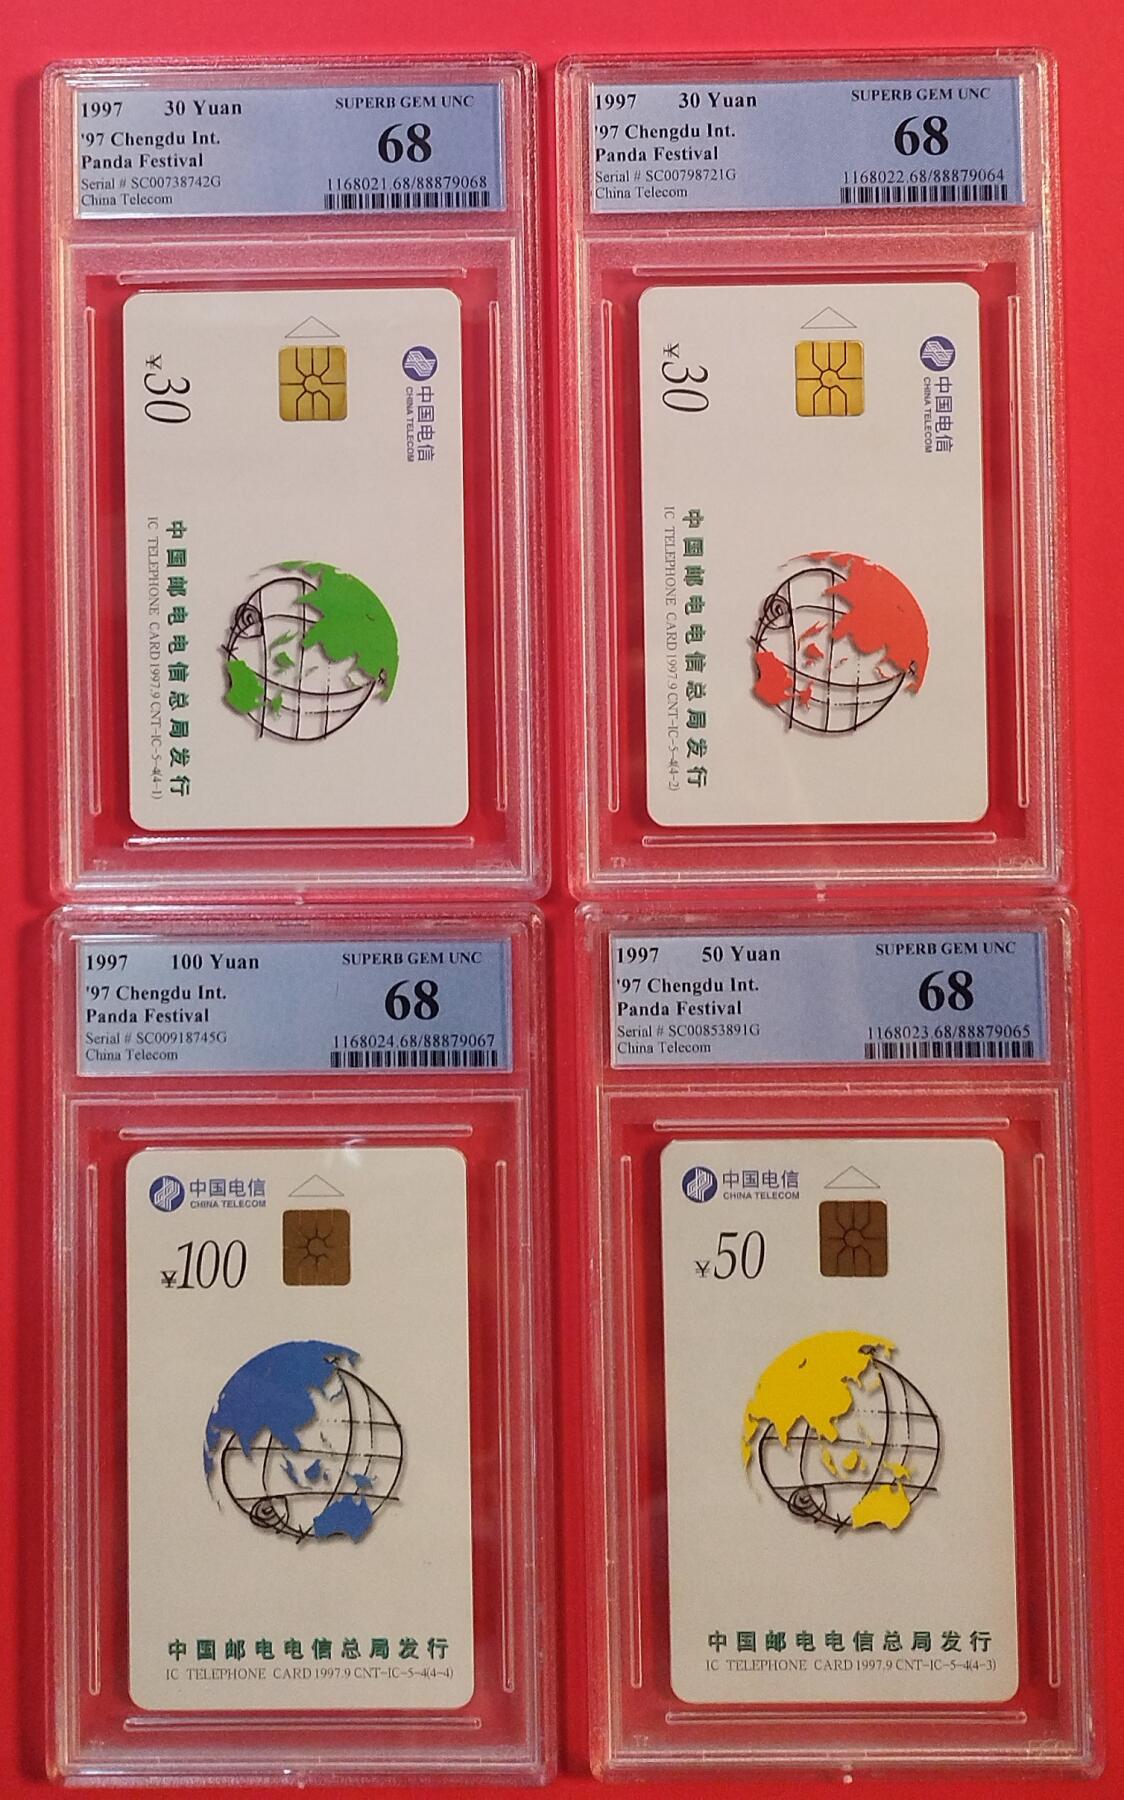 1997 30 Yuan
'97 Chengdu Int.
Panda Festival
Serial # SC00738742G
China Telecom
SUPERB GEM UNC
68
1168021.68/88879068
中国电信
CHINA TELECOM
¥30
中国邮电电信总局发行
IC TELEPHONE CARD 1997.9 CNT-IC-5-4(4-1)
1997 30 Yuan
'97 Chengdu Int.
Panda Festival
Serial # SC00798721G
China Telecom
SUPERB GEM UNC
68
1168022.68/88879064
中国电信
CHINA TELECOM
¥30
中国邮电电信总局发行
IC TELEPHONE CARD 1997.9 CNT-IC-5-4(4-2)
1997 100 Yuan
'97 Chengdu Int.
Panda Festival
Serial # SC00918745G
China Telecom
SUPERB GEM UNC
68
1168024.68/88879067
中国电信
CHINA TELECOM
¥100
中国邮电电信总局发行
IC TELEPHONE CARD 1997.9 CNT-IC-5-4(4-4)
1997 50 Yuan
'97 Chengdu Int.
Panda Festival
Serial # SC00853891G
China Telecom
SUPERB GEM UNC
68
1168023.68/88879065
中国电信
CHINA TELECOM
¥50
中国邮电电信总局发行
IC TELEPHONE CARD 1997.9 CNT-IC-5-4(4-3)